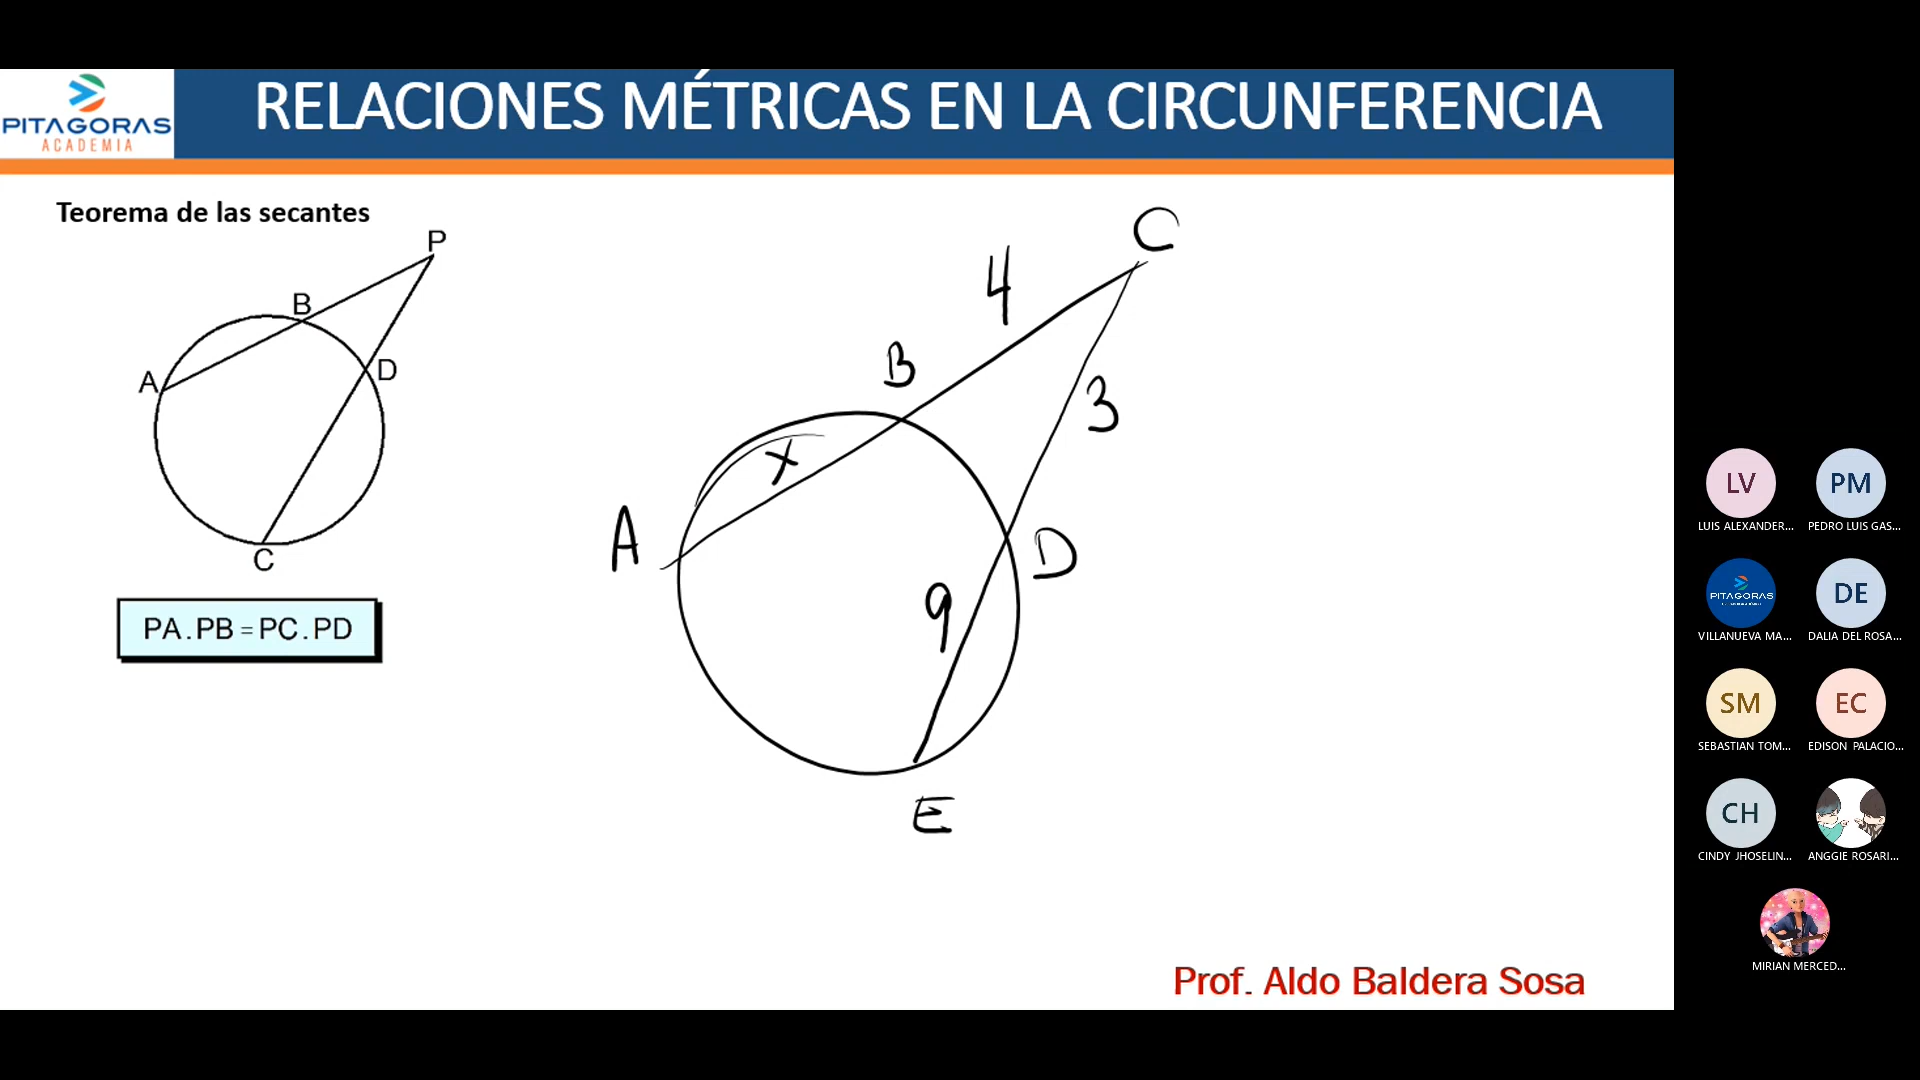 PITAGORAS
ACADEMIA
RELACIONES MÉTRICAS EN LA CIRCUNFERENCIA
Teorema de las secantes
P
B
A
D
C
PA.PB = PC.PD
C
4
B
3
x
A
D
9
E
Prof. Aldo Baldera Sosa
LV
LUIS ALEXANDER...
PM
PEDRO LUIS GAS...
PITAGORAS
VILLANUEVA MA...
DE
DALIA DEL ROSA...
SM
SEBASTIAN TOM...
EC
EDISON PALACIO...
CH
CINDY JHOSELIN...
ANGGIE ROSARI...
MIRIAN MERCED...